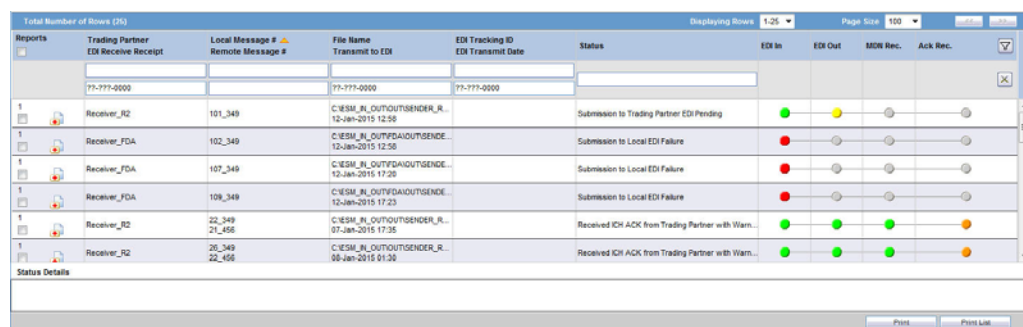 Total Number of Rows (25) Displaying Rows 1-25 Page Size 100 << >>
Reports Trading Partner Local Message # File Name EDI Tracking ID Status EDI In EDI Out MDN Rec. Ack Rec.
EDI Receive Receipt Remote Message # Transmit to EDI EDI Transmit Date
??-???-0000 ??-???-0000 ??-???-0000
1 Receiver_R2 101_349 C:\ESM_IN_OUT\OUT\SENDER_R... Submission to Trading Partner EDI Pending
12-Jan-2015 12:58
1 Receiver_FDA 102_349 C:\ESM_IN_OUT\FDA\OUT\SENDE... Submission to Local EDI Failure
12-Jan-2015 12:58
1 Receiver_FDA 107_349 C:\ESM_IN_OUT\FDA\OUT\SENDE... Submission to Local EDI Failure
12-Jan-2015 17:20
1 Receiver_FDA 109_349 C:\ESM_IN_OUT\FDA\OUT\SENDE... Submission to Local EDI Failure
12-Jan-2015 17:23
1 Receiver_R2 22_349 C:\ESM_IN_OUT\OUT\SENDER_R... Received ICH ACK from Trading Partner with Warn...
21_456 07-Jan-2015 17:35
1 Receiver_R2 26_349 C:\ESM_IN_OUT\OUT\SENDER_R... Received ICH ACK from Trading Partner with Warn...
22_456 08-Jan-2015 01:30
Status Details
Print Print List